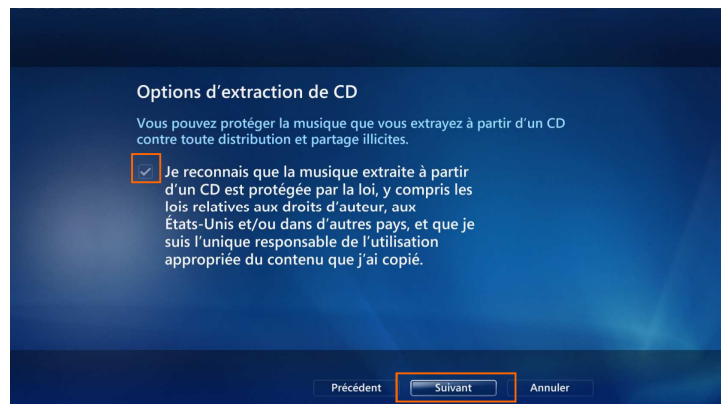 Options d'extraction de CD
Vous pouvez protéger la musique que vous extrayez à partir d'un CD
contre toute distribution et partage illicites.
Je reconnais que la musique extraite à partir
d'un CD est protégée par la loi, y compris les
lois relatives aux droits d'auteur, aux
États-Unis et/ou dans d'autres pays, et que je
suis l'unique responsable de l'utilisation
appropriée du contenu que j'ai copié.
Précédent Suivant Annuler